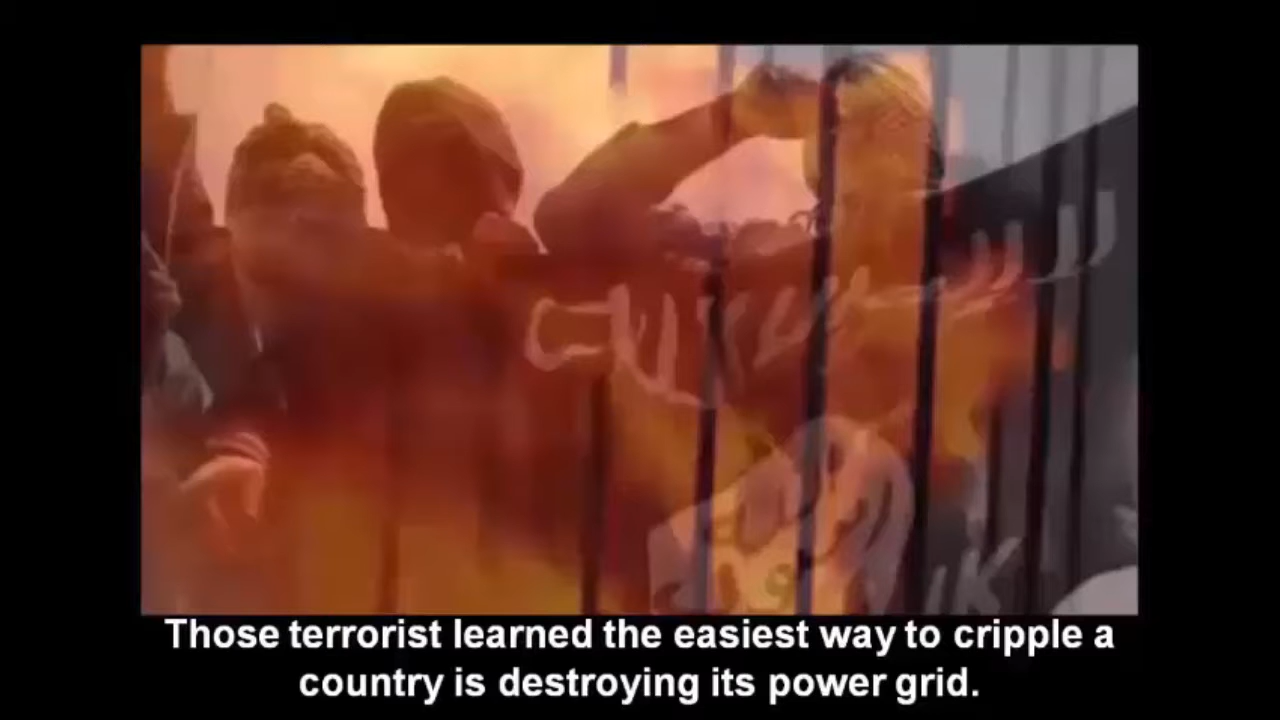 Those terrorist learned the easiest way to cripple a
country is destroying its power grid.